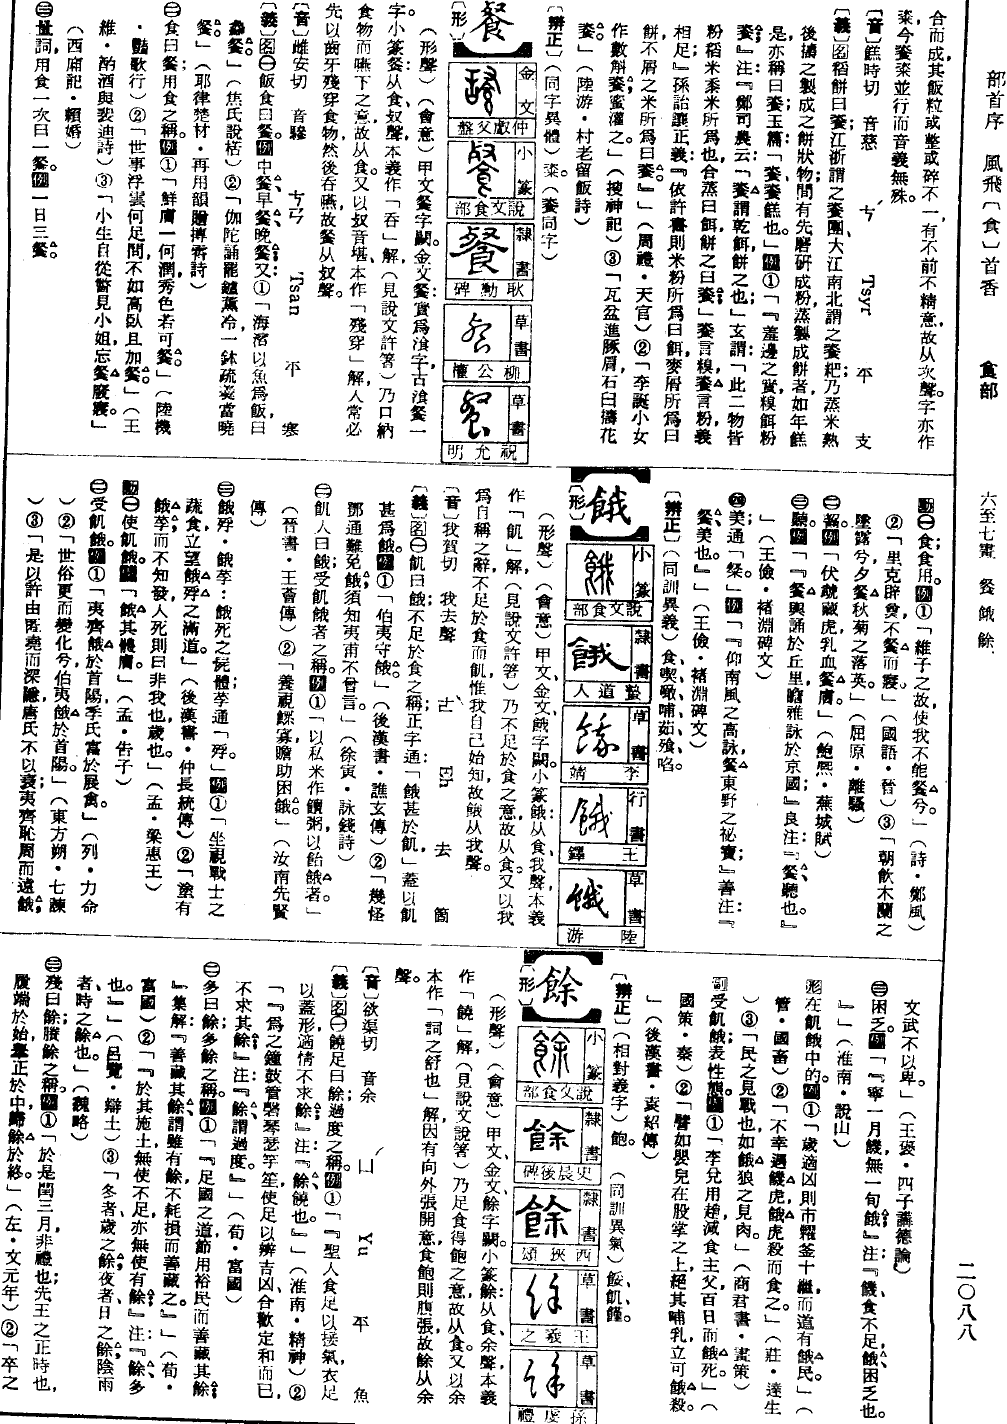 部首序 風飛〔食〕首香 食部 六至七畫 餐 餓 餘 二〇八八
合而成,其飯粒或整或碎不一,有不前不精意,故从次聲。字亦作
粢,今餈粢並行而音義無殊。
〔音〕餻時切 音慈 ㄘˊ Tsyr 平 支
〔義〕囵稻餅曰餈;江浙謂之餈團,大江南北謂之餈粑,乃蒸米熟
後擣之製成之餅狀物;間有先磨研成粉蒸製成餅者,如年糕
是,亦稱曰餈;玉篇「餈,餈餻也。」例①「『羞邊之實,糗餌粉
餈』注『鄭司農云:「餈謂乾餌餅之也」玄謂「此二物皆
粉稻米黍米所爲也,合蒸曰餌,餅之曰餈」餈言糗,餈言粉,義
相足』孫詒讓正義『依許書則米粉所爲曰餌,麥屑所爲曰
餅,不屑之米所爲曰餈』」(周禮・天官)②「李誕小女
作數斛餈,蜜灌之」(搜神記)③「瓦盆進豚肩,石臼擣花
餈」(陸游・村老留飯詩)
〔辨正〕(同字異體)粢。(餈同字)
餐 〔形〕
金文 仲䣄父盤
小篆 說文食部
隸書 耿勳碑
草書 柳公權
草書 祝允明
(形聲)(會意)甲文餐字闕。金文餐:實爲湌字,古湌餐一
字。小篆餐:从食,奴聲,本義作「吞」解(見說文許箸)乃口納
食物而嚥下之意,故从食。又以奴音堪,本作「殘穿」解,人常必
先以齒牙殘穿食物然後吞嚥,故餐从奴聲。
〔音〕雌安切 音驂 ㄘㄢ Tsan 平 寒
〔義〕囵㊀飯食曰餐。例中餐、早餐、晚餐。又:①「海濱以魚爲飯曰
鱻餐」(焦氏說楛)②「伽陀誦罷爐薰冷,一鉢疏羹當曉
餐。」(耶律楚材・再用韻贈摶霄詩)
㊁食曰餐;用食之稱。例①「鮮膚一何潤,秀色若可餐。」(陸機
・豔歌行)②「世事浮雲何足問,不如高臥且加餐。」(王
維・酌酒與裴迪詩)③「小生自從瞥見小姐,忘餐廢寢」
(西廂記・賴婚)
㊂量詞,用食一次曰一餐。例一日三餐。
動㊀食,食用。例①「維子之故,使我不能餐兮。」(詩・鄭風)
②「里克辟奠,不餐而寢」(國語・晉)③「朝飲木蘭之
墜露兮,夕餐秋菊之落英」(屈原・離騷)
㊁吞。例「伏虣藏虎,乳血餐膚」(鮑照・蕪城賦)
㊂聽。例「『餐輿誦於丘里,瞻雅詠於京國』良注『餐,聽也。』
」(王儉・褚淵碑文)
㊃美;通「粲」例「『仰南風之高詠,餐東野之祕寶』善注『
餐,美也。』」(王儉・褚淵碑文)
〔辨正〕(同訓異義)食、喫、噉、哺、茹、飧、啗。
餓 〔形〕
小篆 說文食部
隸書 螯道人
草書 李靖
行書 王鐸
草書 陸游
(形聲)(會意)甲文、金文餓字闕。小篆餓:从食,我聲,本義
作「飢」解(見說文許箸)乃不足於食之意,故从食。又以我
爲自稱之辭,不足於食而飢惟我自己始知,故餓从我聲。
〔音〕我賀切 我去聲 ㄜˋ Eh 去 箇
〔義〕囵㊀飢曰餓;不足於食之稱。正字通「餓甚於飢」蓋以飢
甚爲餓。例①「伯夷守餓。」(後漢書・譙玄傳)②「幾怪
鄧通難免餓,須知夷甫不曾言」(徐寅・詠錢詩)
㊁飢人曰餓;受飢餓者之稱。例①「以私米作饘粥以飴餓者。」
(晉書・王薈傳)②「養視鰥寡,贍助困餓。」(汝南先賢
傳)
㊂餓殍・餓莩:餓死之屍體;莩通「殍」。例①「坐視戰士之
蔬食,立望餓殍之滿道」(後漢書・仲長統傳)②「塗有
餓莩而不知發,人死則曰非我也歲也」(孟・梁惠王)
動㊀使飢餓。例「餓其體膚」(孟・告子)
㊁受飢餓。例①「夷齊餓於首陽,季氏富於展禽。」(列・力命
)②「世俗更而變化兮,伯夷餓於首陽。」(東方朔・七諫
)③「是以許由匿堯而深隱,唐氏不以衰;夷齊恥周而遠餓,
文武不以卑。」(王褒・四子講德論)
㊂困乏。例「『寧一月饑,無一旬餓』注『饑,食不足;餓,困乏也。
』」(淮南・說山)
形在飢餓中的。例①「歲適凶,則市糴釜十繦而道有餓民」(
管・國畜)②「不幸遇餓虎,餓虎殺而食之」(莊・達生
)③「民之見戰也,如餓狼之見肉。」(商君書・畫策)
副受飢餓,表性態。例①「李兌用趙,減食主父,百日而餓死」(
國策・秦)②「譬如嬰兒在股掌之上,絕其哺乳,立可餓殺。
」(後漢書・袁紹傳)
〔辨正〕(相對義字)飽。 (同訓異氣)餒、飢、饉。
餘 〔形〕
小篆 說文食部
隸書 史晨後碑
隸書 西狹頌
草書 王羲之
草書 孫虔禮
(形聲)(會意)甲文、金文餘字闕。小篆餘:从食,余聲,本義
作「饒」解(見說文許箸)乃足食得飽之意,故从食。又以余
本作「詞之舒也」解,因有向外張開意,食飽則腹張,故餘从余
聲。
〔音〕欲渠切 音余 ㄩˊ Yu 平 魚
〔義〕囵㊀饒足曰餘;過度之稱。例①「『聖人食足以接氣,衣足
以蓋形,適情不求餘』注『餘,饒也。』」(淮南・精神)②
「『爲之鐘鼓管磬琴瑟竽笙,使足以辨吉凶,合歡定和而已,
不求其餘』注『餘,謂過度。』」(荀・富國)
㊁多曰餘;多餘之稱。例①「『足國之道,節用裕民,而善藏其餘
』集解『善藏其餘,謂雖有餘,不耗損而善藏之。』」(荀・
富國)②「『於其施土,無使不足,亦無使有餘』注『餘,多
也。』」(呂覽・辯土)③「冬者歲之餘,夜者日之餘,陰雨
者時之餘也。」(魏略)
㊂殘曰餘;賸餘之稱。例①「於是閏三月,非禮也;先王之正時也,
履端於始,舉正於中,歸餘於終。」(左・文元年)②「卒之